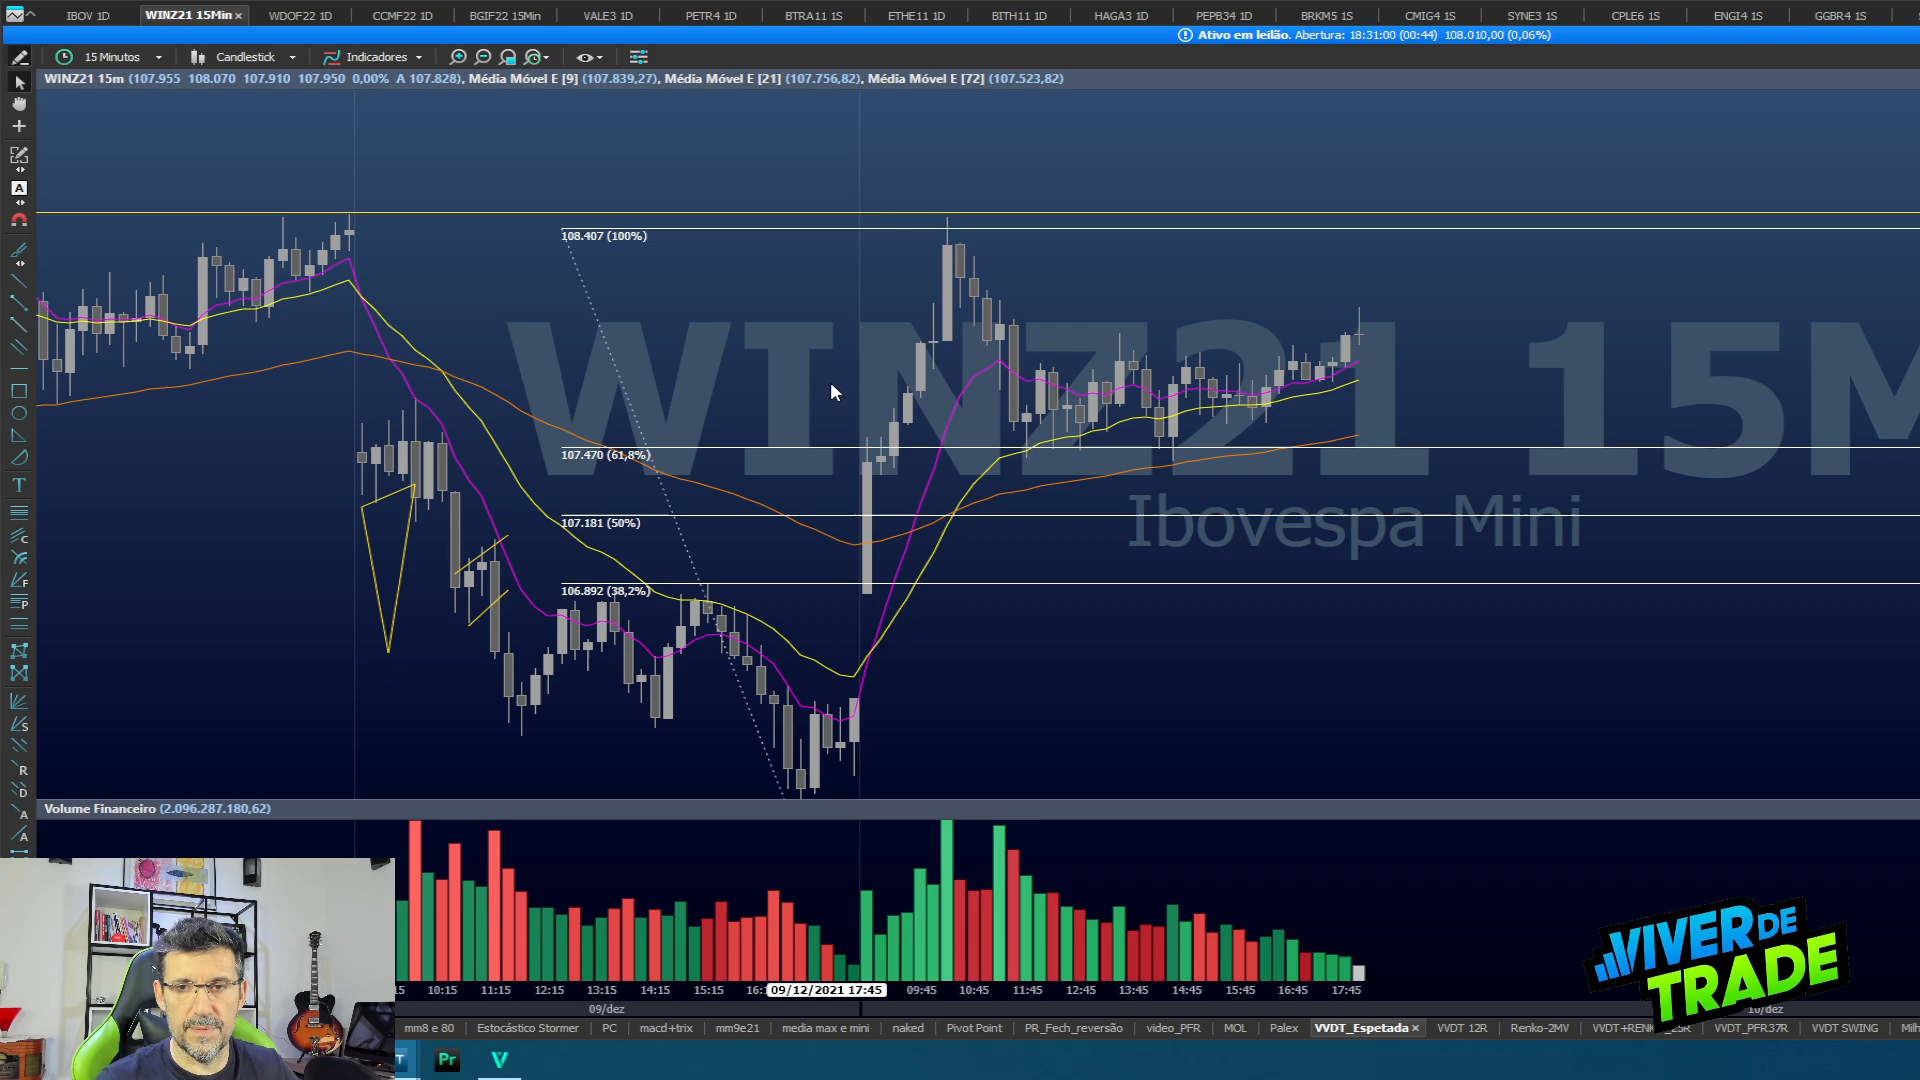 IBOV 1D WINZ21 15Min× WDOF22 1D CCMF22 1D BGIF22 15Min VALE3 1D PETR4 1D BTRA11 1S ETHE11 1D BITH11 1D HAGA3 1D PEPB34 1D BRKM5 1S CMIG4 1S SYNE3 1S CPLE6 1S ENGI4 1S GGBR4 1S
Ativo em leilão. Abertura: 18:31:00 (00:44) 108.010,00 (0,06%)
15 Minutos Candlestick Indicadores
WINZ21 15m (107.955 108.070 107.910 107.950 0,00% A 107.828), Média Móvel E [9] (107.839,27), Média Móvel E [21] (107.756,82), Média Móvel E [72] (107.523,82)
108.407 (100%)
WINZ21 15M
107.470 (61,8%)
107.181 (50%)
Ibovespa Mini
106.892 (38,2%)
Volume Financeiro (2.096.287.180,62)
VIVER DE
TRADE
10:15 11:15 12:15 13:15 14:15 15:15 09/12/2021 17:45 09:45 10:45 11:45 12:45 13:45 14:45 15:45 16:45 17:45
09/dez 10/dez
mm8 e 80 Estocástico Stormer PC macd+trix mm9e21 media max e mini naked Pivot Point PR_Fech_reversão video_PFR MOL Palex VVDT_Espetada× VVDT 12R Renko-2MV VVDT_PFR37R VVDT SWING
Pr V